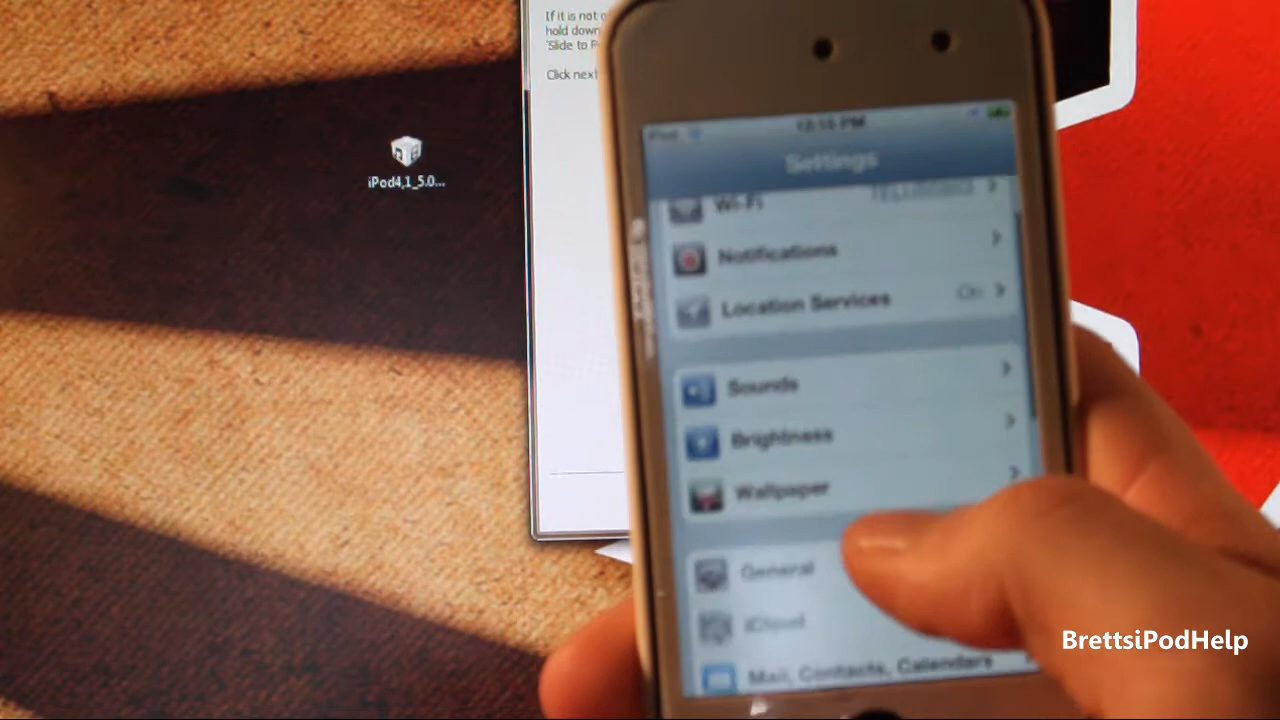 If it is not
hold down
'Slide to
Click next
iPod4,1_5.0...
iPod
12:15 PM
Settings
Wi-Fi
Notifications
Location Services
On
Sounds
Brightness
Wallpaper
General
iCloud
Mail, Contacts, Calendars
BrettsiPodHelp